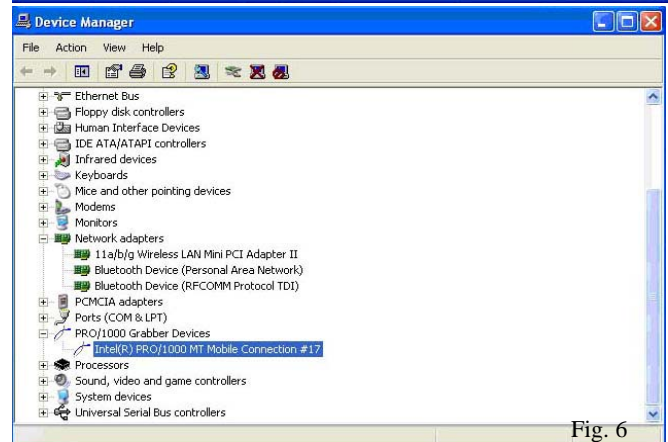 Device Manager
File Action View Help
Ethernet Bus
Floppy disk controllers
Human Interface Devices
IDE ATA/ATAPI controllers
Infrared devices
Keyboards
Mice and other pointing devices
Modems
Monitors
Network adapters
11a/b/g Wireless LAN Mini PCI Adapter II
Bluetooth Device (Personal Area Network)
Bluetooth Device (RFCOMM Protocol TDI)
PCMCIA adapters
Ports (COM & LPT)
PRO/1000 Grabber Devices
Intel(R) PRO/1000 MT Mobile Connection #17
Processors
Sound, video and game controllers
System devices
Universal Serial Bus controllers
Fig. 6